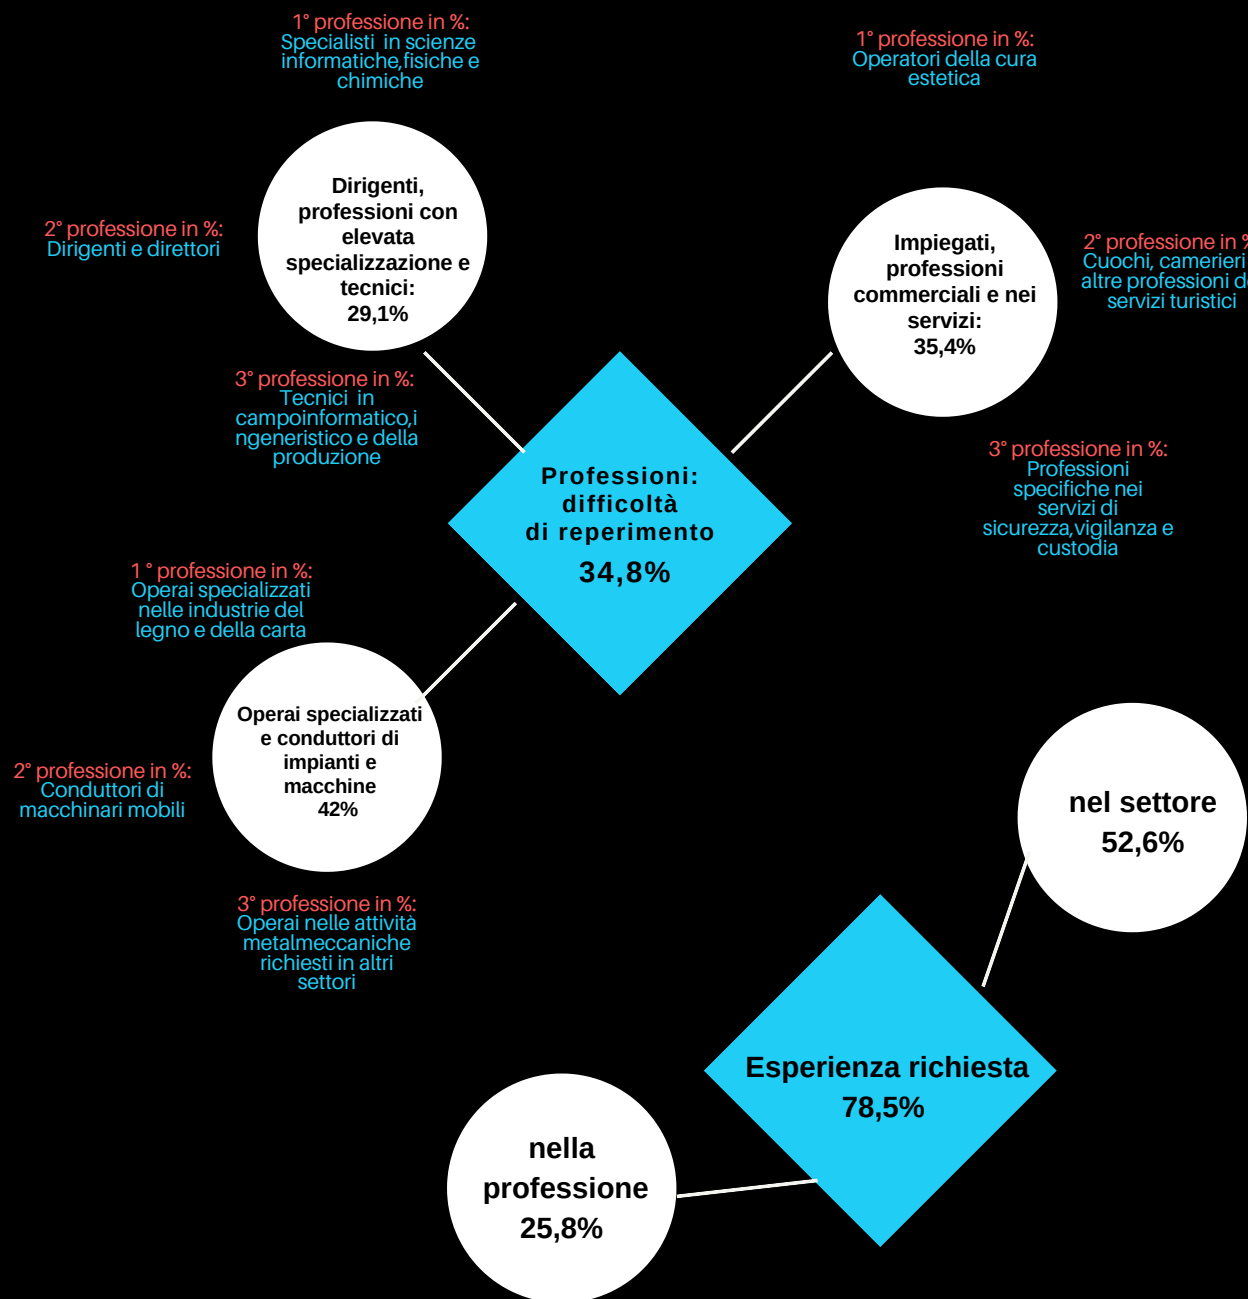 1° professione in %:
Specialisti in scienze
informatiche,fisiche e
chimiche
1° professione in %:
Operatori della cura
estetica
Dirigenti,
professioni con
elevata
specializzazione e
tecnici:
29,1%
2° professione in %:
Dirigenti e direttori
Impiegati,
professioni
commerciali e nei
servizi:
35,4%
2° professione in %
Cuochi, camerieri
altre professioni
servizi turistici
3° professione in %:
Tecnici in
campoinformatico,i
ngeneristico e della
produzione
3° professione in %:
Professioni
specifiche nei
servizi di
sicurezza,vigilanza e
custodia
Professioni:
difficoltà
di reperimento
34,8%
1 ° professione in %:
Operai specializzati
nelle industrie del
legno e della carta
Operai specializzati
e conduttori di
impianti e
macchine
42%
2° professione in %:
Conduttori di
macchinari mobili
3° professione in %:
Operai nelle attività
metalmeccaniche
richiesti in altri
settori
nel settore
52,6%
Esperienza richiesta
78,5%
nella
professione
25,8%